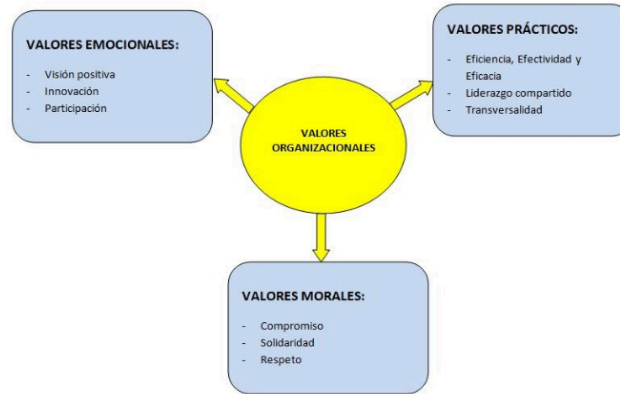 VALORES EMOCIONALES:
- Visión positiva
- Innovación
- Participación
VALORES PRÁCTICOS:
- Eficiencia, Efectividad y
Eficacia
- Liderazgo compartido
- Transversalidad
VALORES
ORGANIZACIONALES
VALORES MORALES:
- Compromiso
- Solidaridad
- Respeto